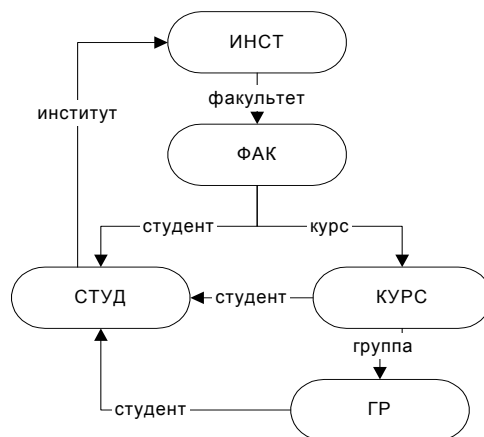 ИНСТ
факультет
институт
ФАК
студент
курс
СТУД
студент
КУРС
группа
студент
ГР